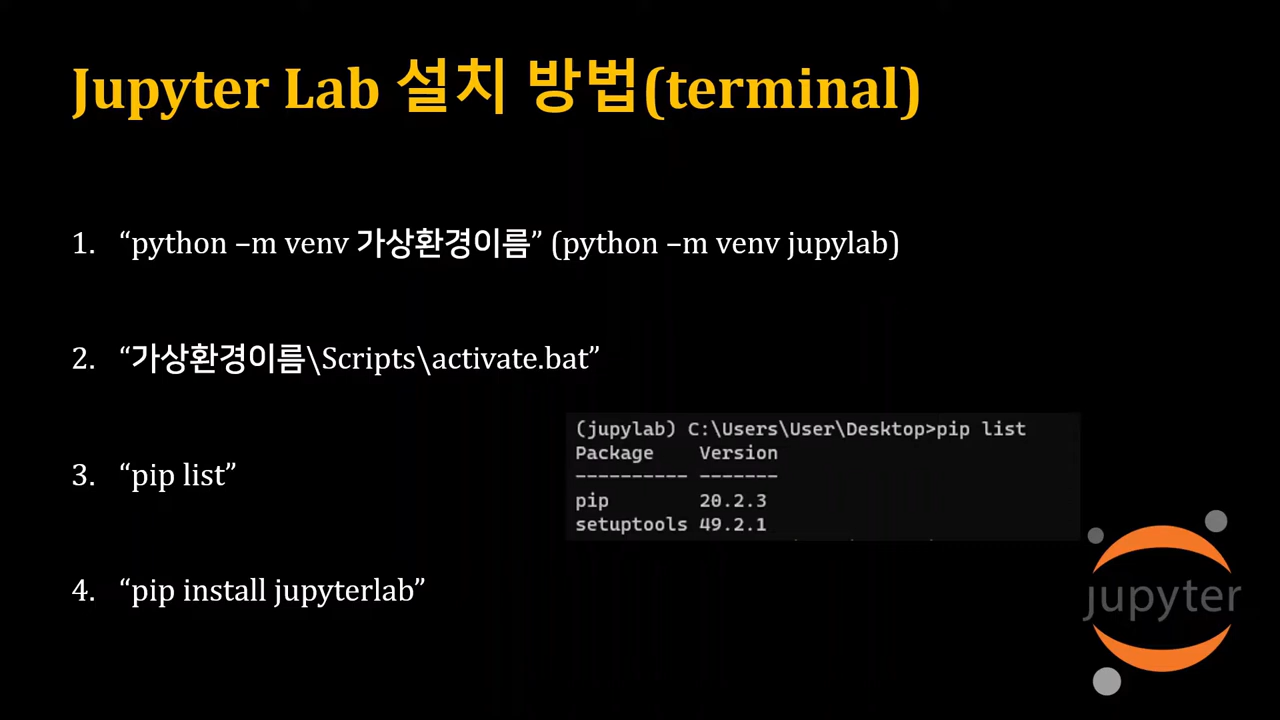 Jupyter Lab 설치 방법(terminal)
1. “python –m venv 가상환경이름” (python –m venv jupylab)
2. “가상환경이름\Scripts\activate.bat”
3. “pip list”
(jupylab) C:\Users\User\Desktop>pip list
Package Version
---------- -------
pip 20.2.3
setuptools 49.2.1
4. “pip install jupyterlab”
jupyter